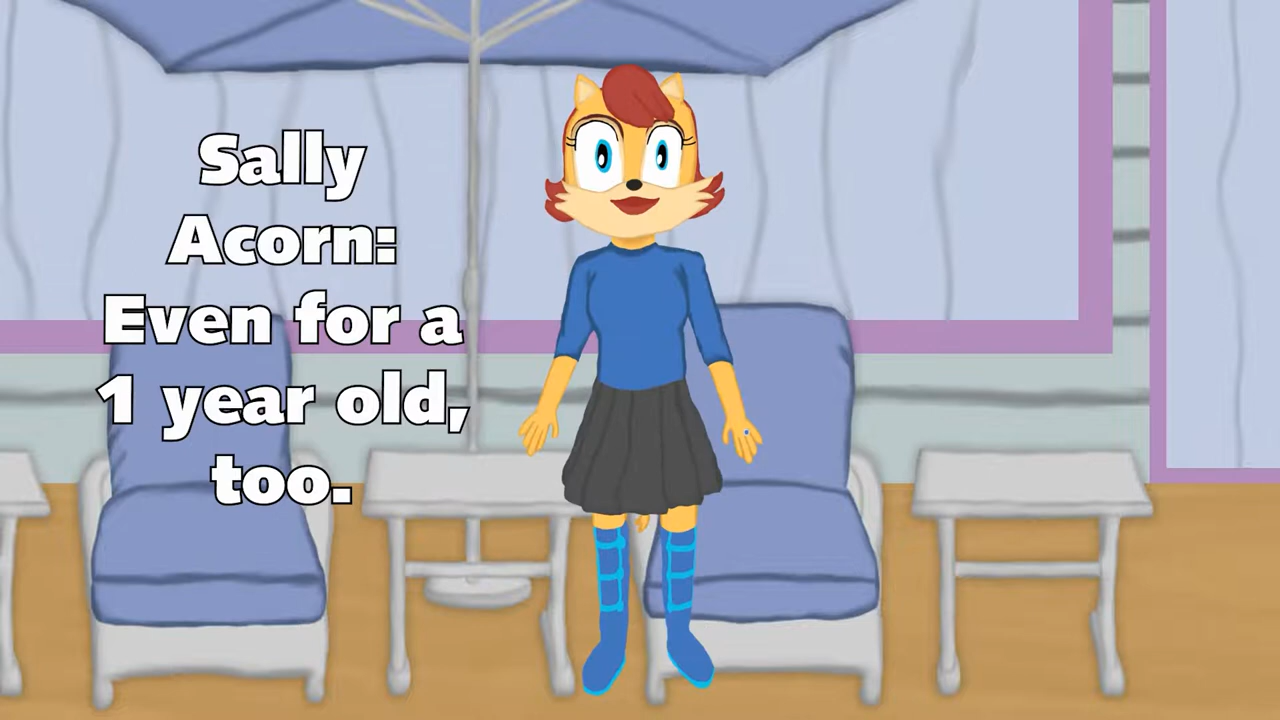 Sally
Acorn:
Even for a
1 year old,
too.